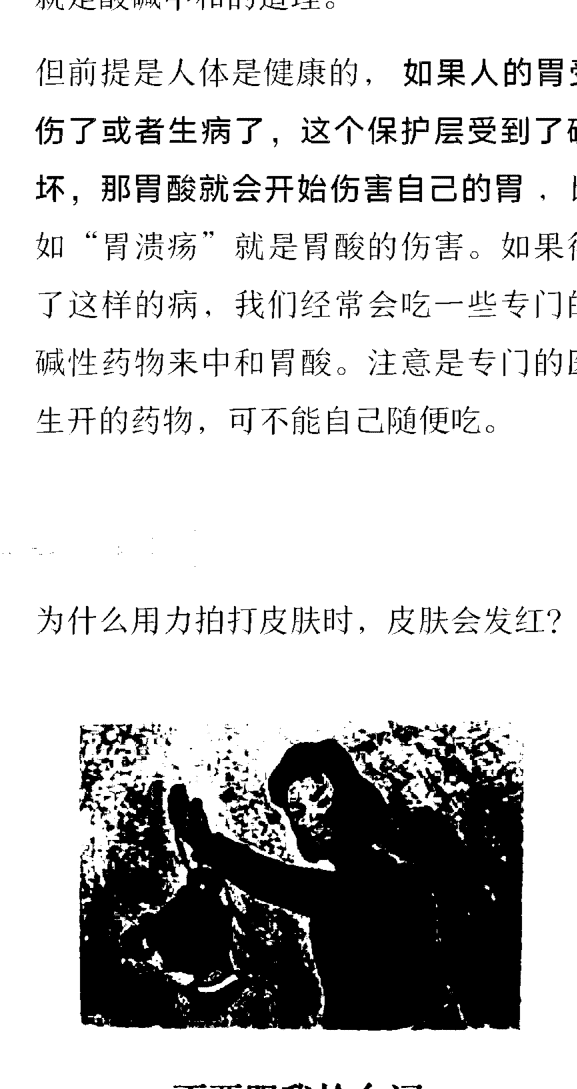 就是酸碱中和的道理。
但前提是人体是健康的，如果人的胃受
伤了或者生病了，这个保护层受到了破
坏，那胃酸就会开始伤害自己的胃，比
如“胃溃疡”就是胃酸的伤害。如果得
了这样的病，我们经常会吃一些专门的
碱性药物来中和胃酸。注意是专门的医
生开的药物，可不能自己随便吃。
为什么用力拍打皮肤时，皮肤会发红？